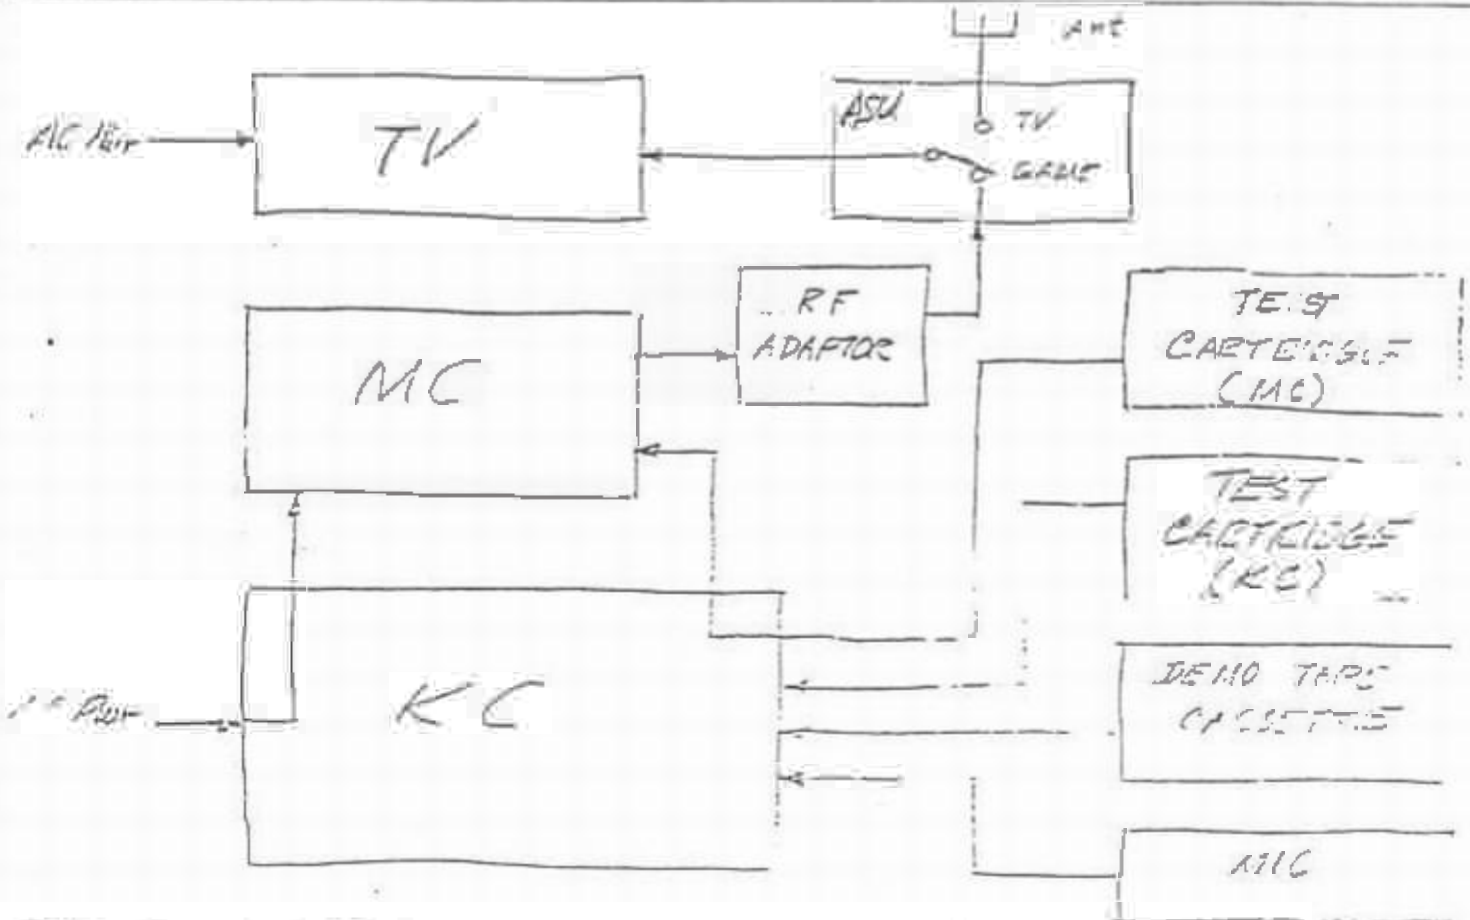 Ant
ASU
TV
TV
GAME
AC Pwr
RF
ADAPTOR
MC
TEST
CARTRIDGE
(MC)
TEST
CARTRIDGE
(KC)
KC
Pwr
DEMO TAPE
CASSETTE
MIC